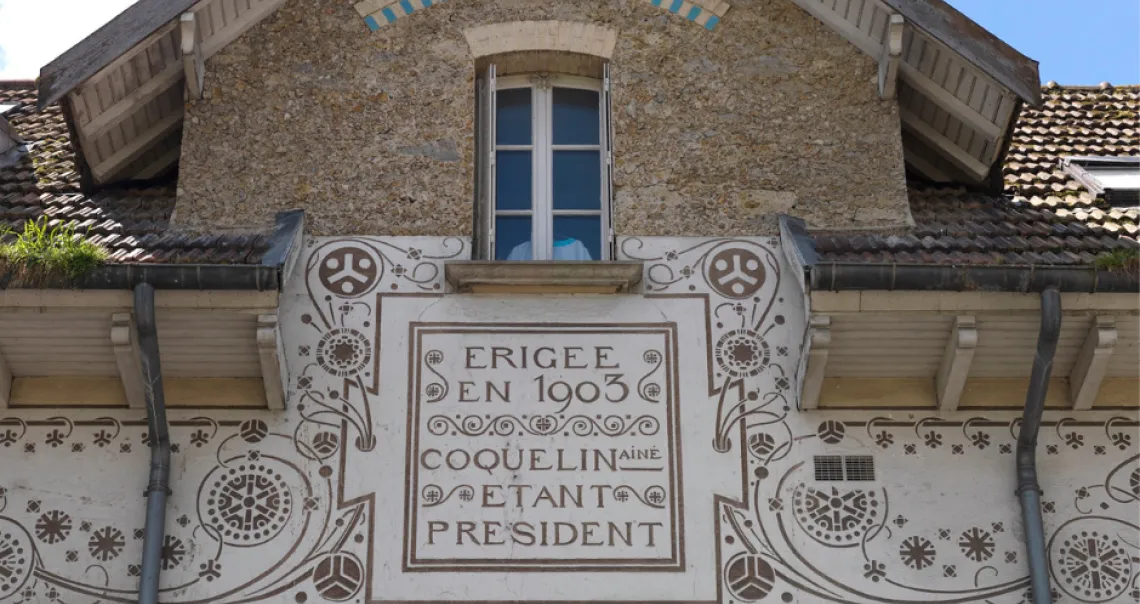 ERIGEE
EN 1903
COQUELIN AÎNÉ
ETANT
PRESIDENT